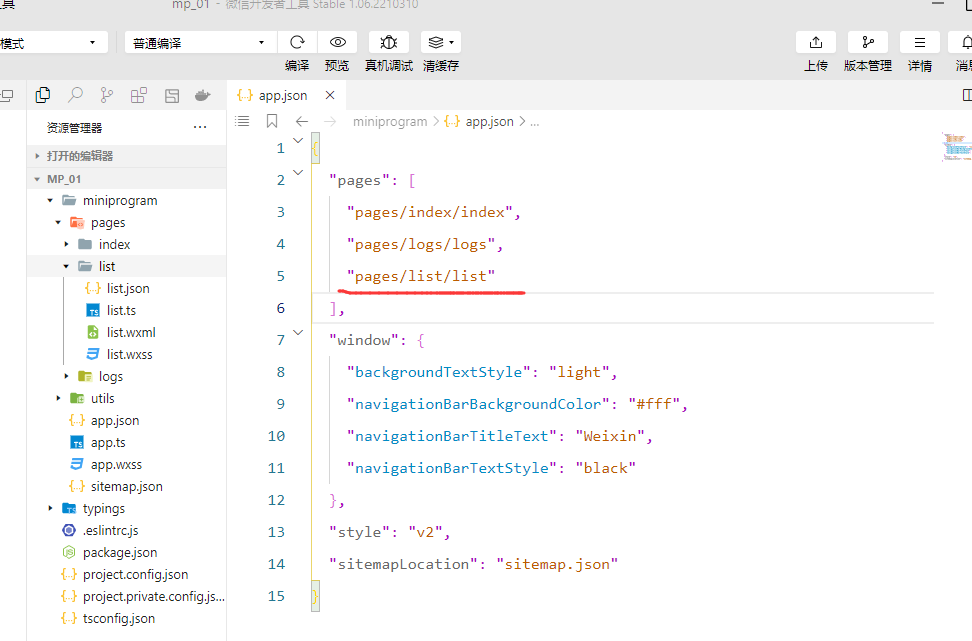 具
mp_01 - 微信开发者工具 Stable 1.06.2210310
模式
普通编译
编译
预览
真机调试
清缓存
上传
版本管理
详情
消息
app.json
资源管理器
miniprogram > app.json > ...
打开的编辑器
MP_01
miniprogram
pages
index
list
list.json
list.ts
list.wxml
list.wxss
logs
utils
app.json
app.ts
app.wxss
sitemap.json
typings
.eslintrc.js
package.json
project.config.json
project.private.config.js...
tsconfig.json
1 {
2 "pages": [
3 "pages/index/index",
4 "pages/logs/logs",
5 "pages/list/list"
6 ],
7 "window": {
8 "backgroundTextStyle": "light",
9 "navigationBarBackgroundColor": "#fff",
10 "navigationBarTitleText": "Weixin",
11 "navigationBarTextStyle": "black"
12 },
13 "style": "v2",
14 "sitemapLocation": "sitemap.json"
15 }